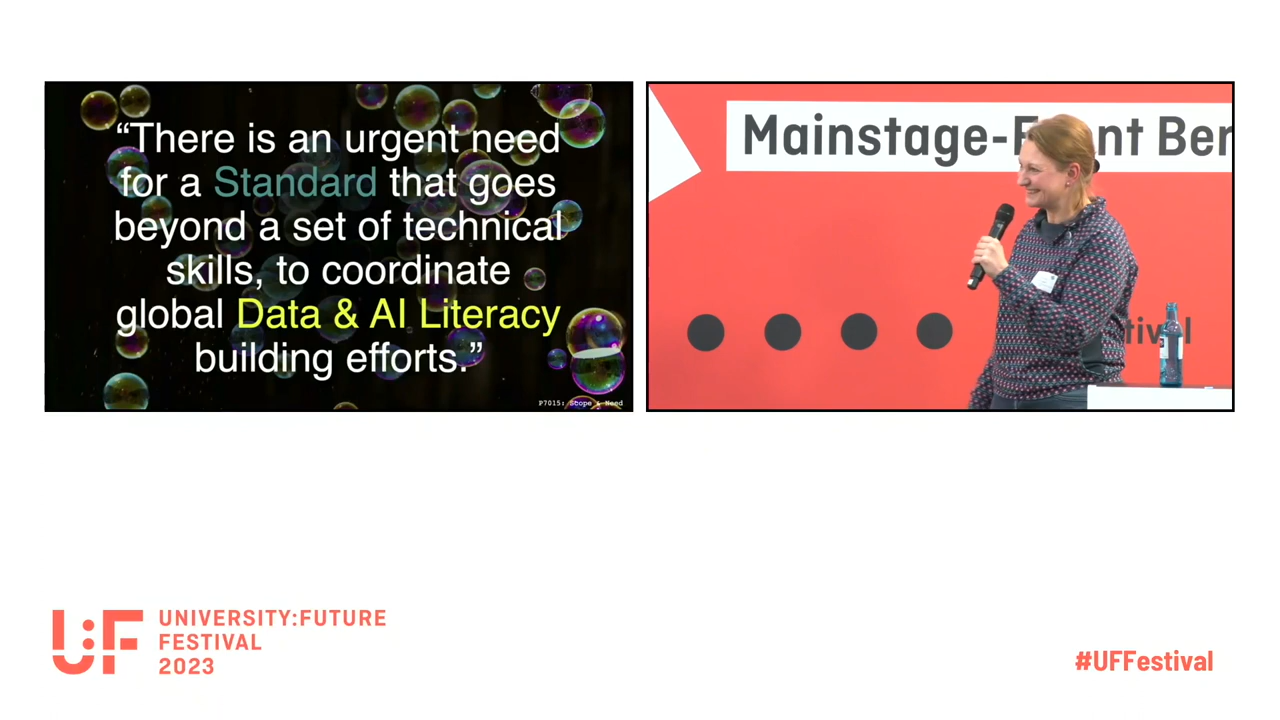 “There is an urgent need
for a Standard that goes
beyond a set of technical
skills, to coordinate
global Data & AI Literacy
building efforts.”
P7015: Scope & Need
Mainstage-E nt Ber
tival
U:F
UNIVERSITY:FUTURE
FESTIVAL
2023
#UFFestival